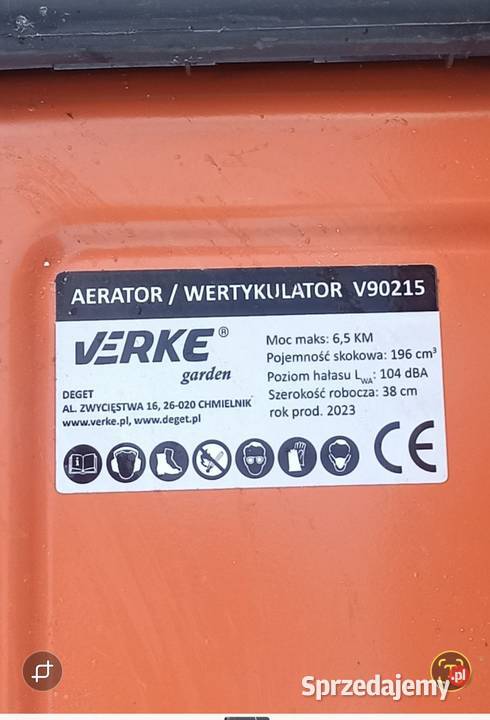 AERATOR / WERTYKULATOR V90215
VERKE®
garden
DEGET
AL. ZWYCIĘSTWA 16, 26-020 CHMIELNIK
www.verke.pl, www.deget.pl
Moc maks: 6,5 KM
Pojemność skokowa: 196 cm³
Poziom hałasu LWA: 104 dBA
Szerokość robocza: 38 cm
rok prod. 2023
CE
Sprzedajemy
.pl